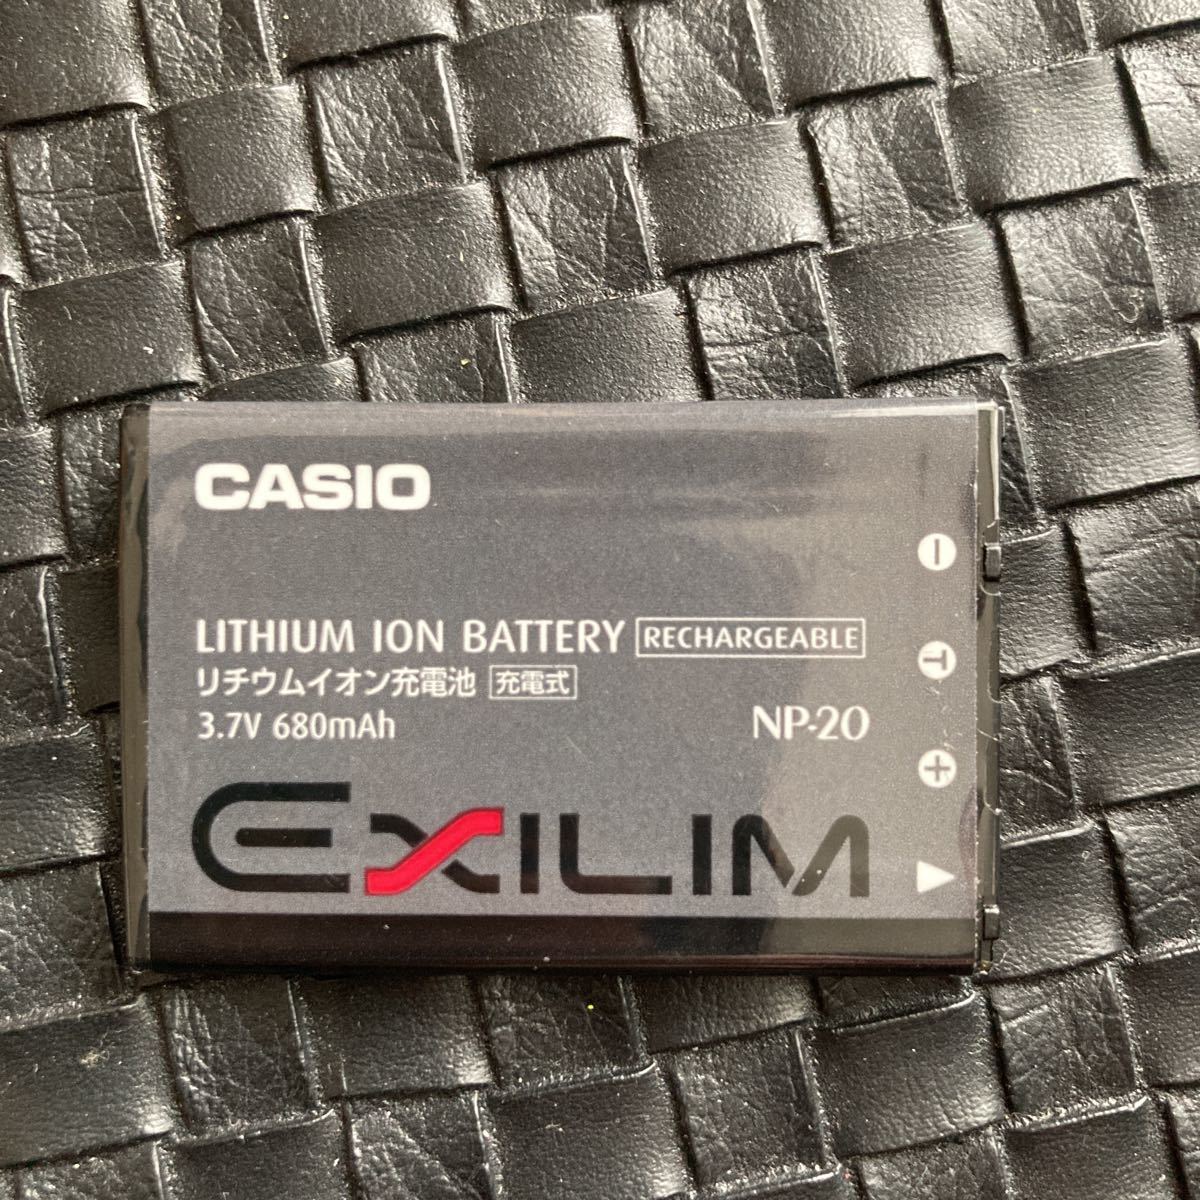 CASIO
LITHIUM ION BATTERY RECHARGEABLE
リチウムイオン充電池 充電式
3.7V 680mAh NP-20
EXILIM
−
T
+